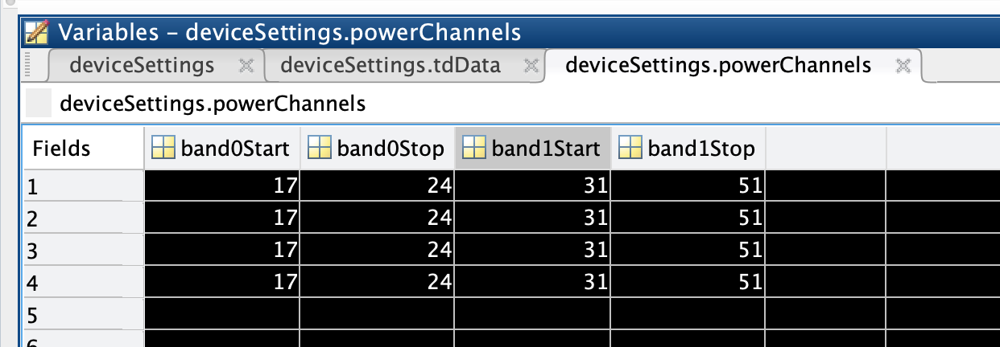 Variables – deviceSettings.powerChannels
deviceSettings deviceSettings.tdData deviceSettings.powerChannels
deviceSettings.powerChannels
Fields band0Start band0Stop band1Start band1Stop
1 17 24 31 51
2 17 24 31 51
3 17 24 31 51
4 17 24 31 51
5
6